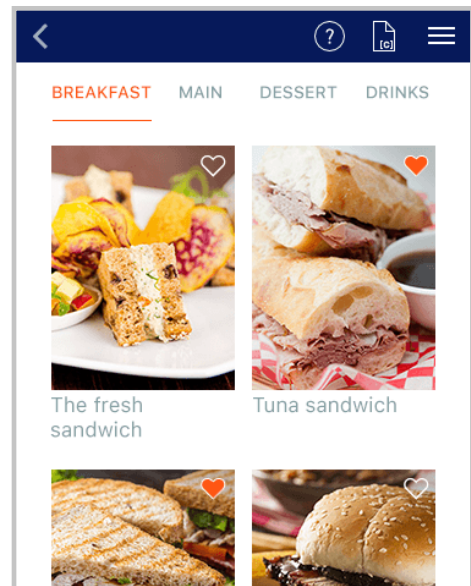 ?
[c]
BREAKFAST MAIN DESSERT DRINKS
The fresh
sandwich
Tuna sandwich